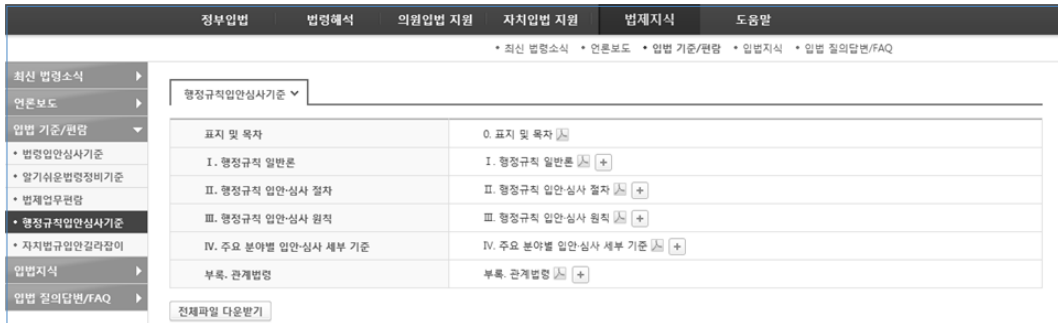 정부입법 법령해석 의원입법 지원 자치입법 지원 법제지식 도움말
• 최신 법령소식 • 언론보도 • 입법 기준/편람 • 입법지식 • 입법 질의답변/FAQ
최신 법령소식
언론보도
입법 기준/편람
• 법령입안심사기준
• 알기쉬운법령정비기준
• 법제업무편람
• 행정규칙입안심사기준
• 자치법규입안길라잡이
입법지식
입법 질의답변/FAQ
행정규칙입안심사기준
표지 및 목차 0. 표지 및 목차
Ⅰ. 행정규칙 일반론 Ⅰ. 행정규칙 일반론 +
Ⅱ. 행정규칙 입안·심사 절차 Ⅱ. 행정규칙 입안·심사 절차 +
Ⅲ. 행정규칙 입안·심사 원칙 Ⅲ. 행정규칙 입안·심사 원칙 +
Ⅳ. 주요 분야별 입안·심사 세부 기준 Ⅳ. 주요 분야별 입안·심사 세부 기준 +
부록. 관계법령 부록. 관계법령 +
전체파일 다운받기